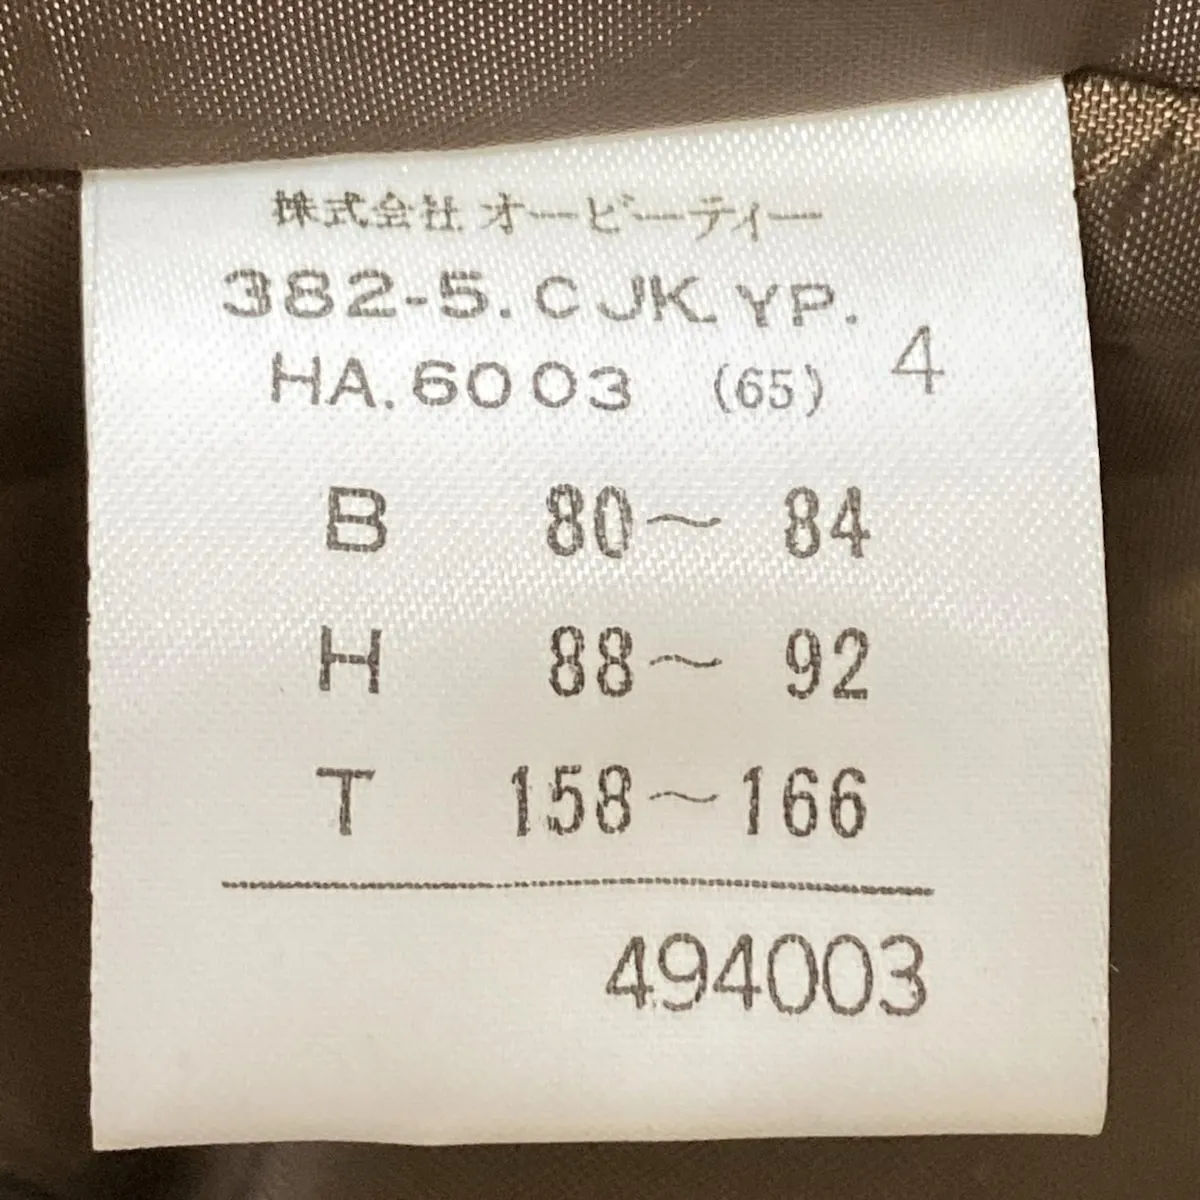 株式会社 オービーティー
382-5.CJK.YP.
HA.6003 (65) 4
B 80～ 84
H 88～ 92
T 158～166
494003